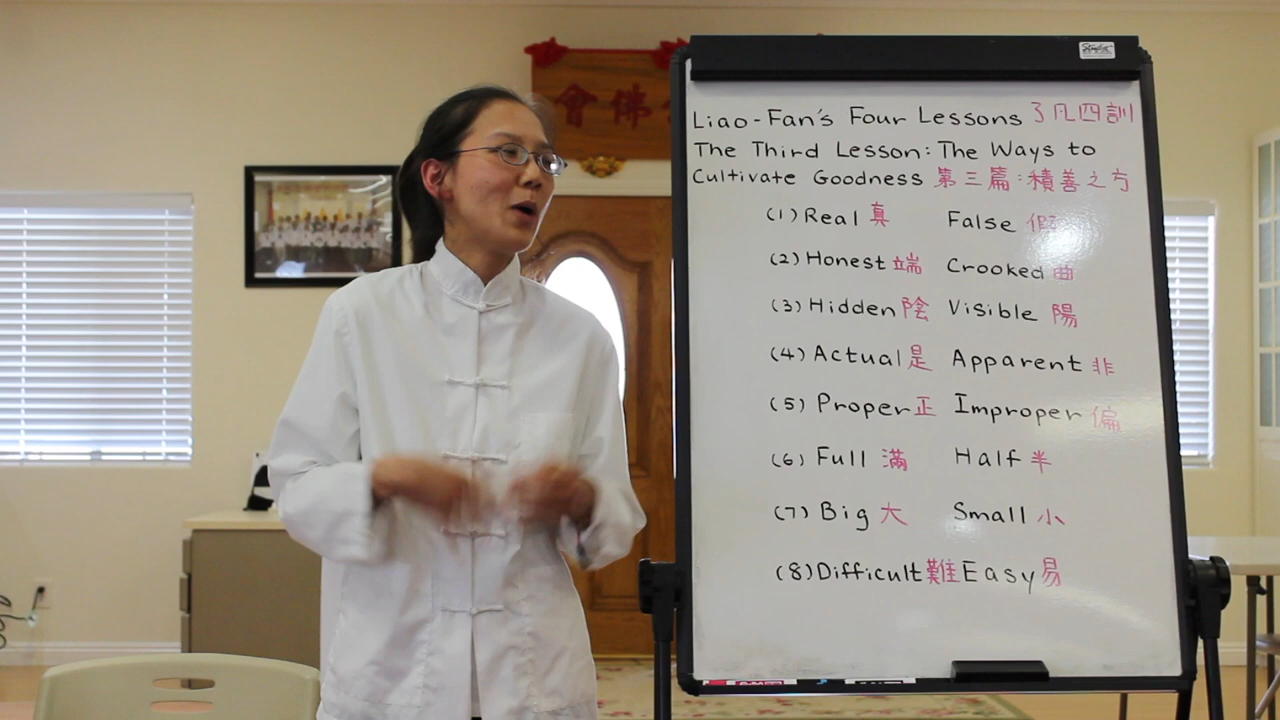 會佛
Liao-Fan's Four Lessons 了凡四訓
The Third Lesson: The Ways to
Cultivate Goodness 第三篇:積善之方
(1) Real 真 False 假
(2) Honest 端 Crooked 曲
(3) Hidden 陰 Visible 陽
(4) Actual 是 Apparent 非
(5) Proper 正 Improper 偏
(6) Full 滿 Half 半
(7) Big 大 Small 小
(8) Difficult 難 Easy 易